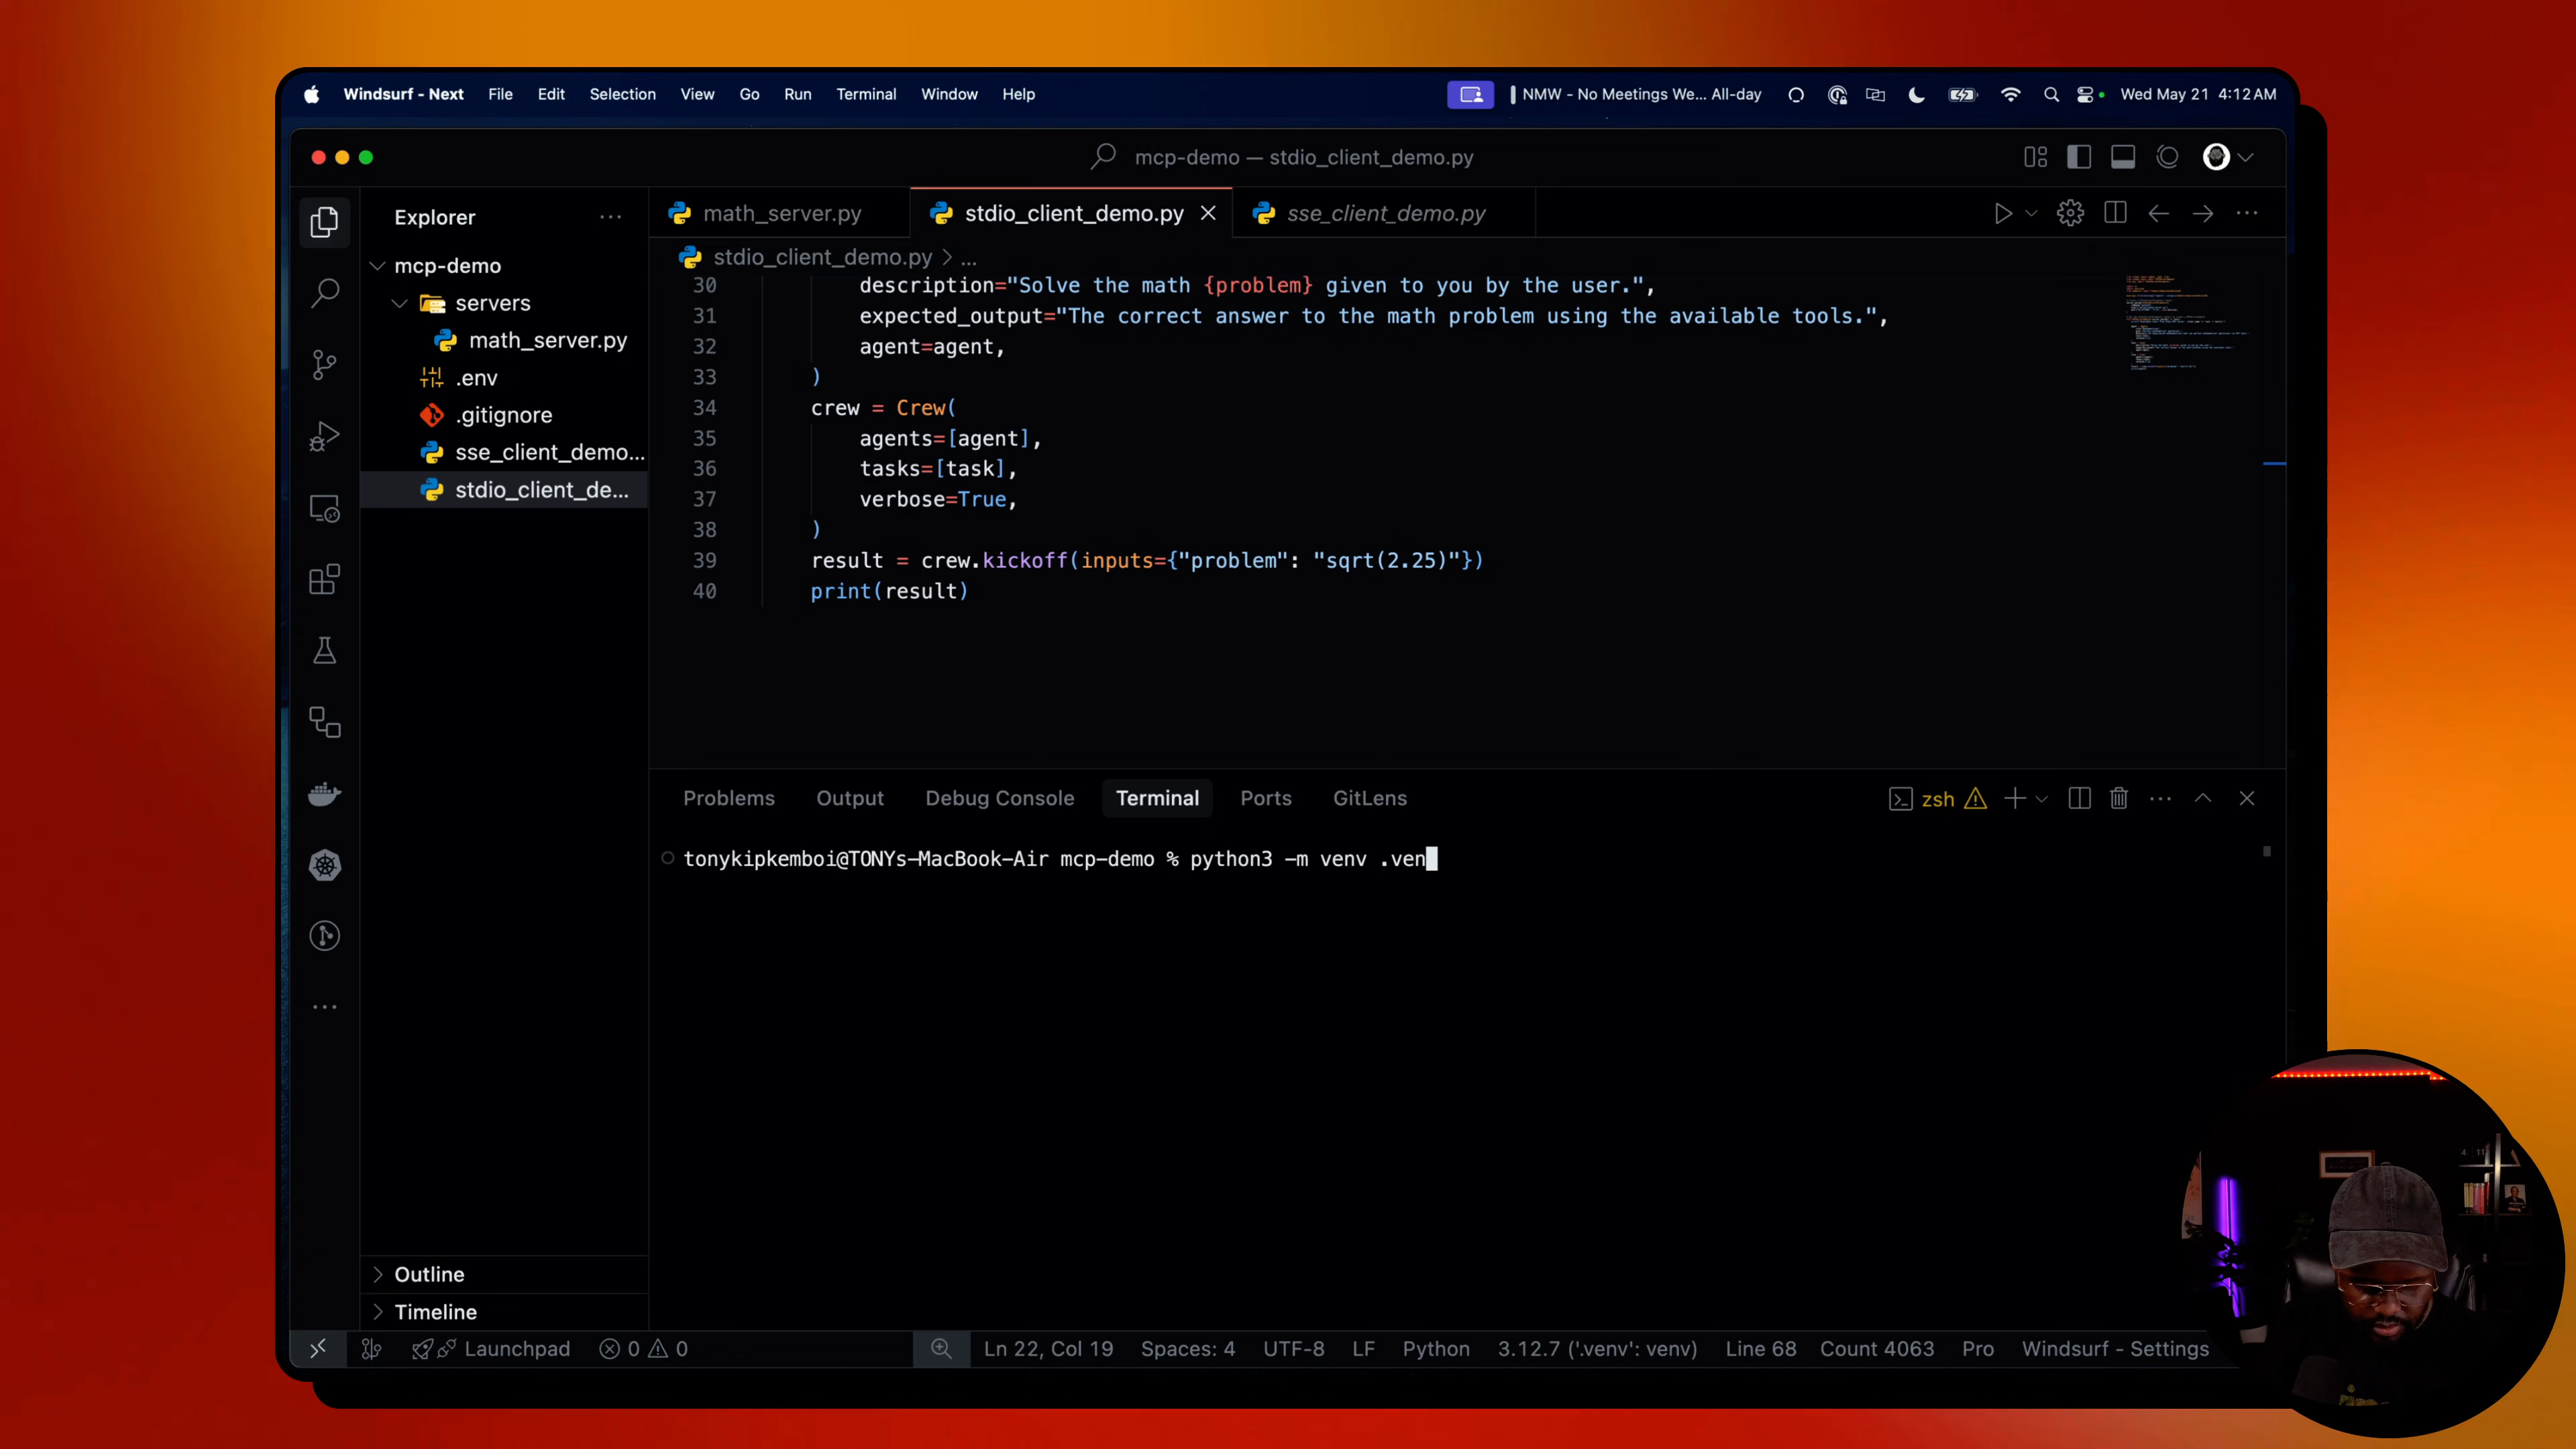 Windsurf - Next File Edit Selection View Go Run Terminal Window Help NMW - No Meetings We... All-day Wed May 21 4:12 AM
mcp-demo — stdio_client_demo.py
Explorer
mcp-demo
servers
math_server.py
.env
.gitignore
sse_client_demo...
stdio_client_de...
Outline
Timeline
math_server.py stdio_client_demo.py sse_client_demo.py
stdio_client_demo.py > ...
30 description="Solve the math {problem} given to you by the user.",
31 expected_output="The correct answer to the math problem using the available tools.",
32 agent=agent,
33 )
34 crew = Crew(
35 agents=[agent],
36 tasks=[task],
37 verbose=True,
38 )
39 result = crew.kickoff(inputs={"problem": "sqrt(2.25)"})
40 print(result)
Problems Output Debug Console Terminal Ports GitLens zsh
tonykipkemboi@TONYs-MacBook-Air mcp-demo % python3 -m venv .ven
Launchpad 0 0 Ln 22, Col 19 Spaces: 4 UTF-8 LF Python 3.12.7 ('.venv': venv) Line 68 Count 4063 Pro Windsurf - Settings